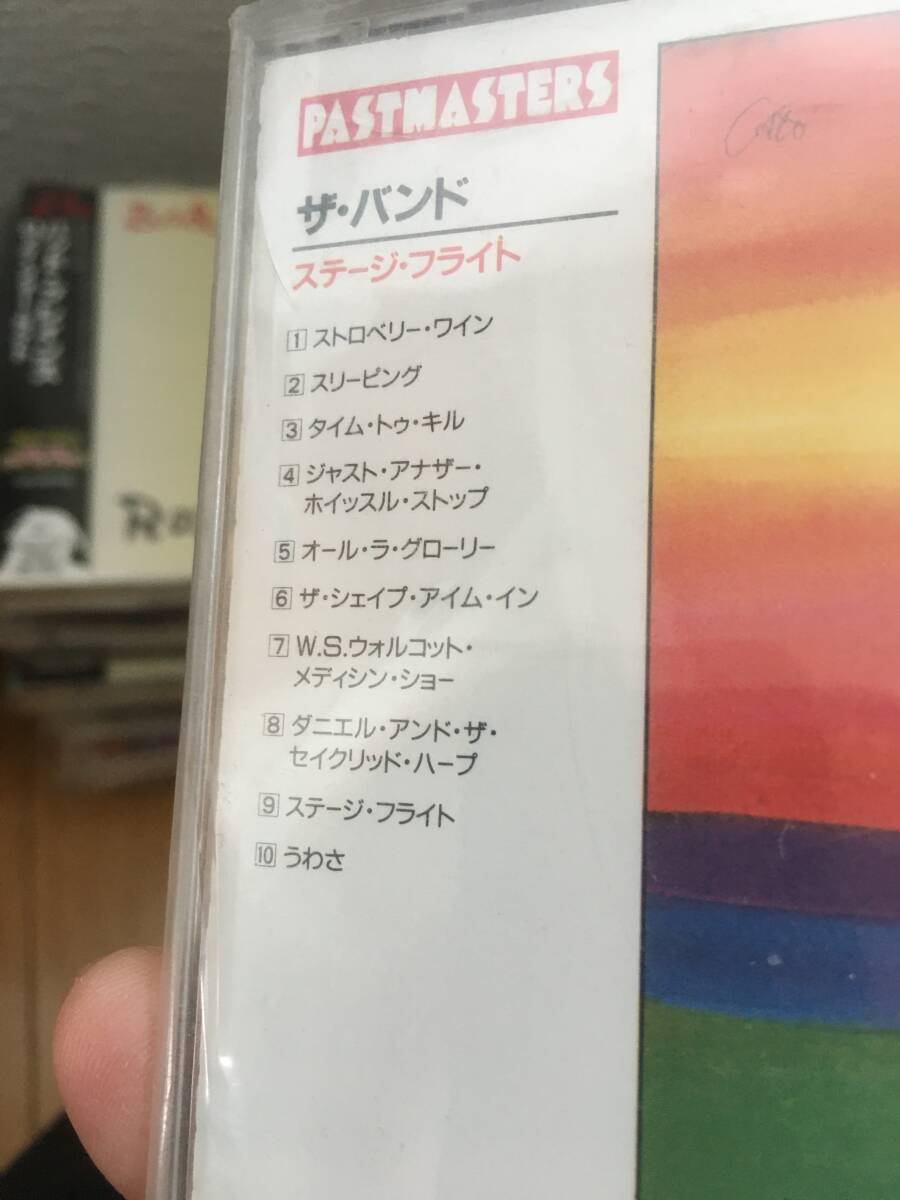 PASTMASTERS
ザ・バンド
ステージ・フライト
1 ストロベリー・ワイン
2 スリーピング
3 タイム・トゥ・キル
4 ジャスト・アナザー・
ホイッスル・ストップ
5 オール・ラ・グローリー
6 ザ・シェイプ・アイム・イン
7 W.S.ウォルコット・
メディシン・ショー
8 ダニエル・アンド・ザ・
セイクリッド・ハープ
9 ステージ・フライト
10 うわさ